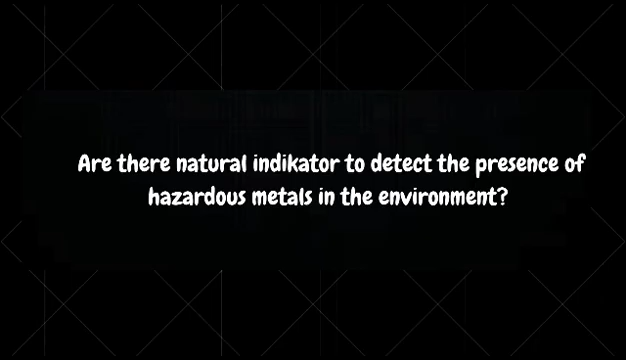 Are there natural indikator to detect the presence of
hazardous metals in the environment?